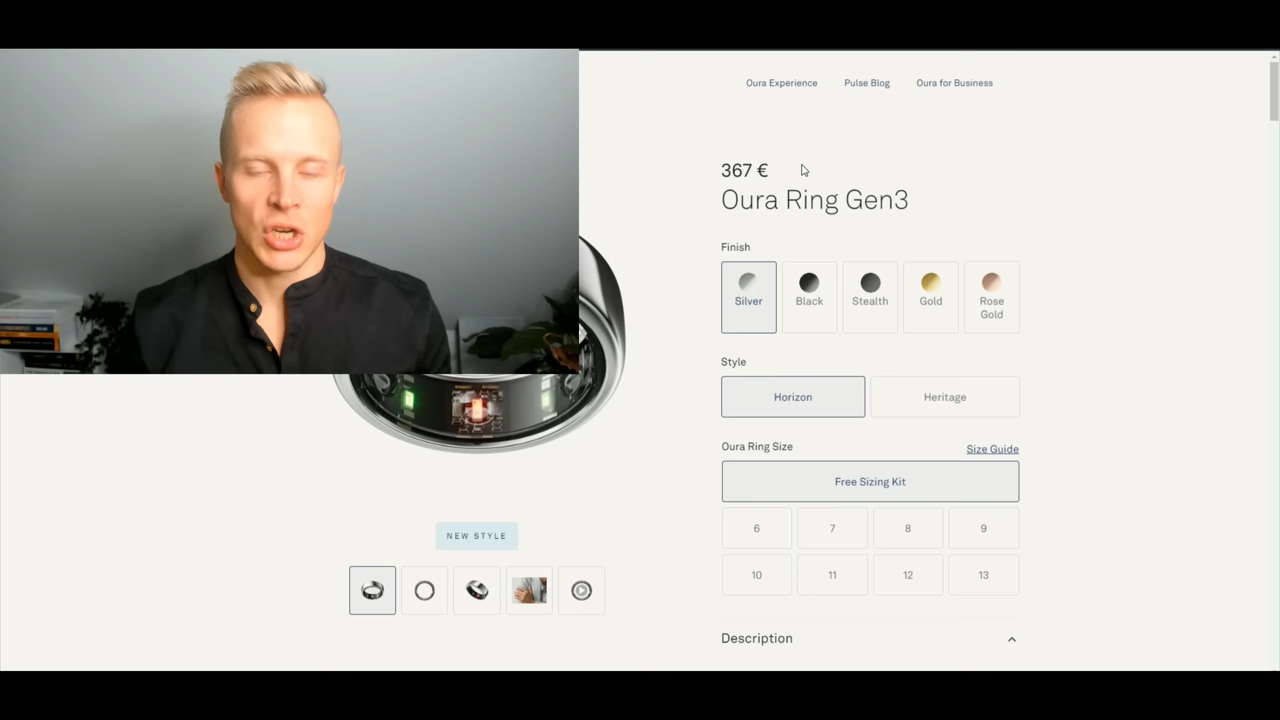 Oura Experience
Pulse Blog
Oura for Business
367 €
Oura Ring Gen3
Finish
Silver
Black
Stealth
Gold
Rose
Gold
Style
Horizon
Heritage
Oura Ring Size
Size Guide
Free Sizing Kit
6
7
8
9
10
11
12
13
NEW STYLE
Description